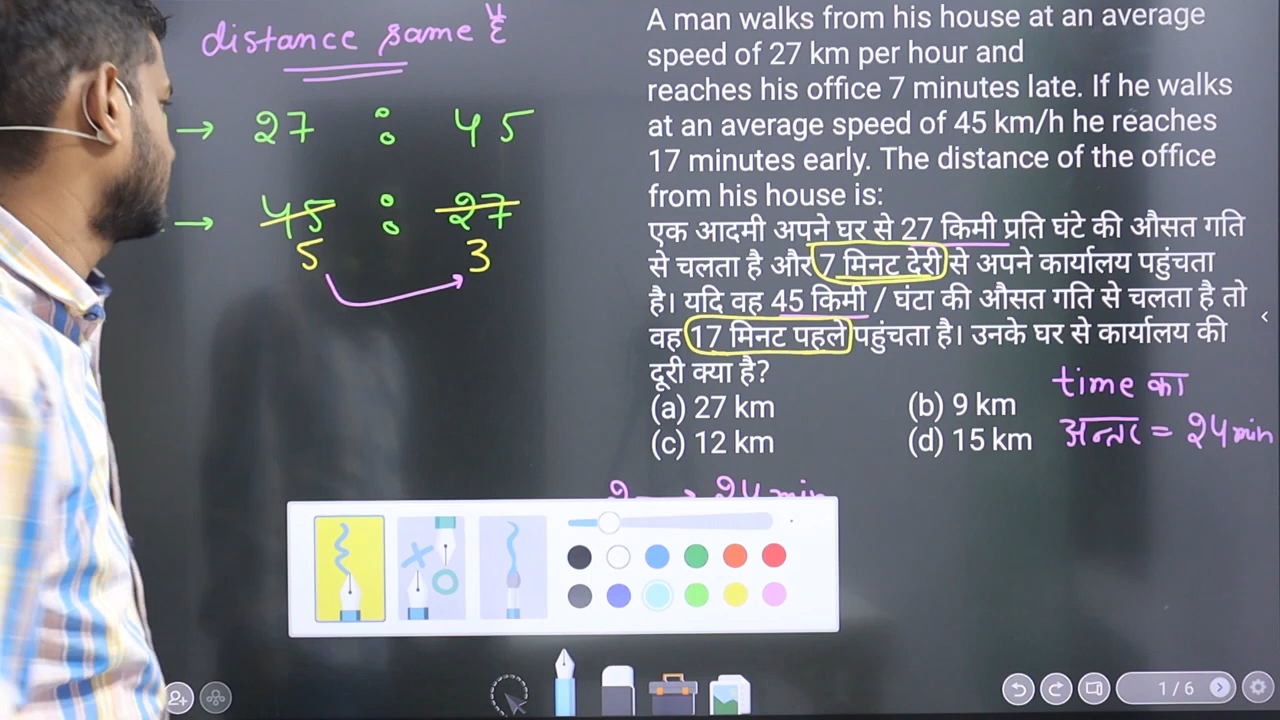 distance same है
→ 27 : 45
→ 45 : 27
5 3
A man walks from his house at an average
speed of 27 km per hour and
reaches his office 7 minutes late. If he walks
at an average speed of 45 km/h he reaches
17 minutes early. The distance of the office
from his house is:
एक आदमी अपने घर से 27 किमी प्रति घंटे की औसत गति
से चलता है और 7 मिनट देरी से अपने कार्यालय पहुंचता
है। यदि वह 45 किमी / घंटा की औसत गति से चलता है तो
वह 17 मिनट पहले पहुंचता है। उनके घर से कार्यालय की
दूरी क्या है?
(a) 27 km (b) 9 km
(c) 12 km (d) 15 km
time का
अन्तर = 24 min
24 min
1 / 6